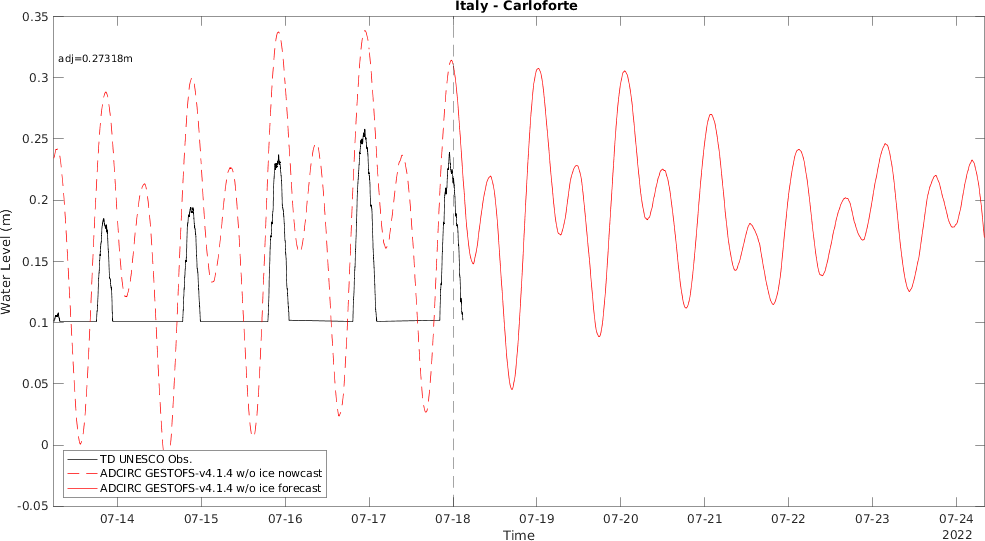 Italy - Carloforte
adj=0.27318m
0.35
0.3
0.25
0.2
0.15
0.1
0.05
0
-0.05
Water Level (m)
TD UNESCO Obs.
ADCIRC GESTOFS-v4.1.4 w/o ice nowcast
ADCIRC GESTOFS-v4.1.4 w/o ice forecast
07-14 07-15 07-16 07-17 07-18 07-19 07-20 07-21 07-22 07-23 07-24
Time
2022